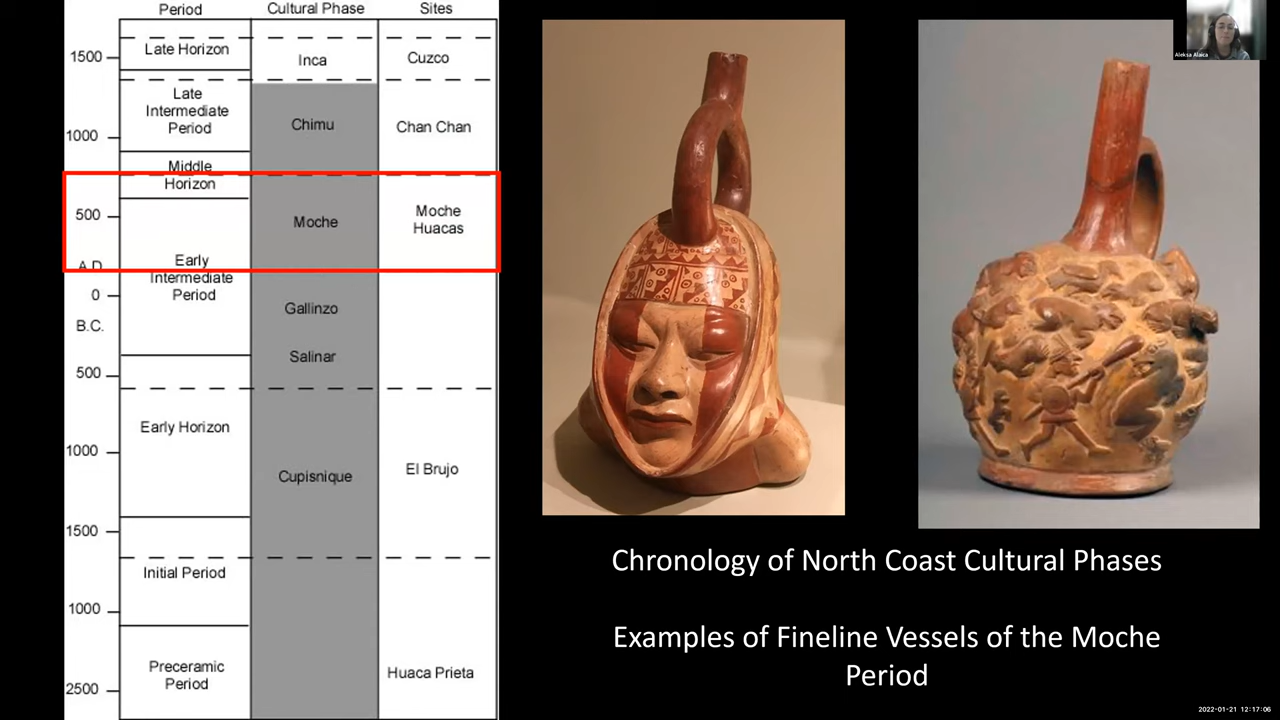 Period Cultural Phase Sites
1500
Late Horizon
Inca
Cuzco
Late
Intermediate
Period
1000
Chimu
Chan Chan
Middle
Horizon
500
Moche
Moche
Huacas
A.D.
Early
Intermediate
Period
0
Gallinzo
B.C.
Salinar
500
Early Horizon
1000
Cupisnique
El Brujo
1500
Initial Period
1000
Preceramic
Period
Huaca Prieta
2500
Aleksa Alaica
Chronology of North Coast Cultural Phases
Examples of Fineline Vessels of the Moche
Period
2022-01-21 12:17:06